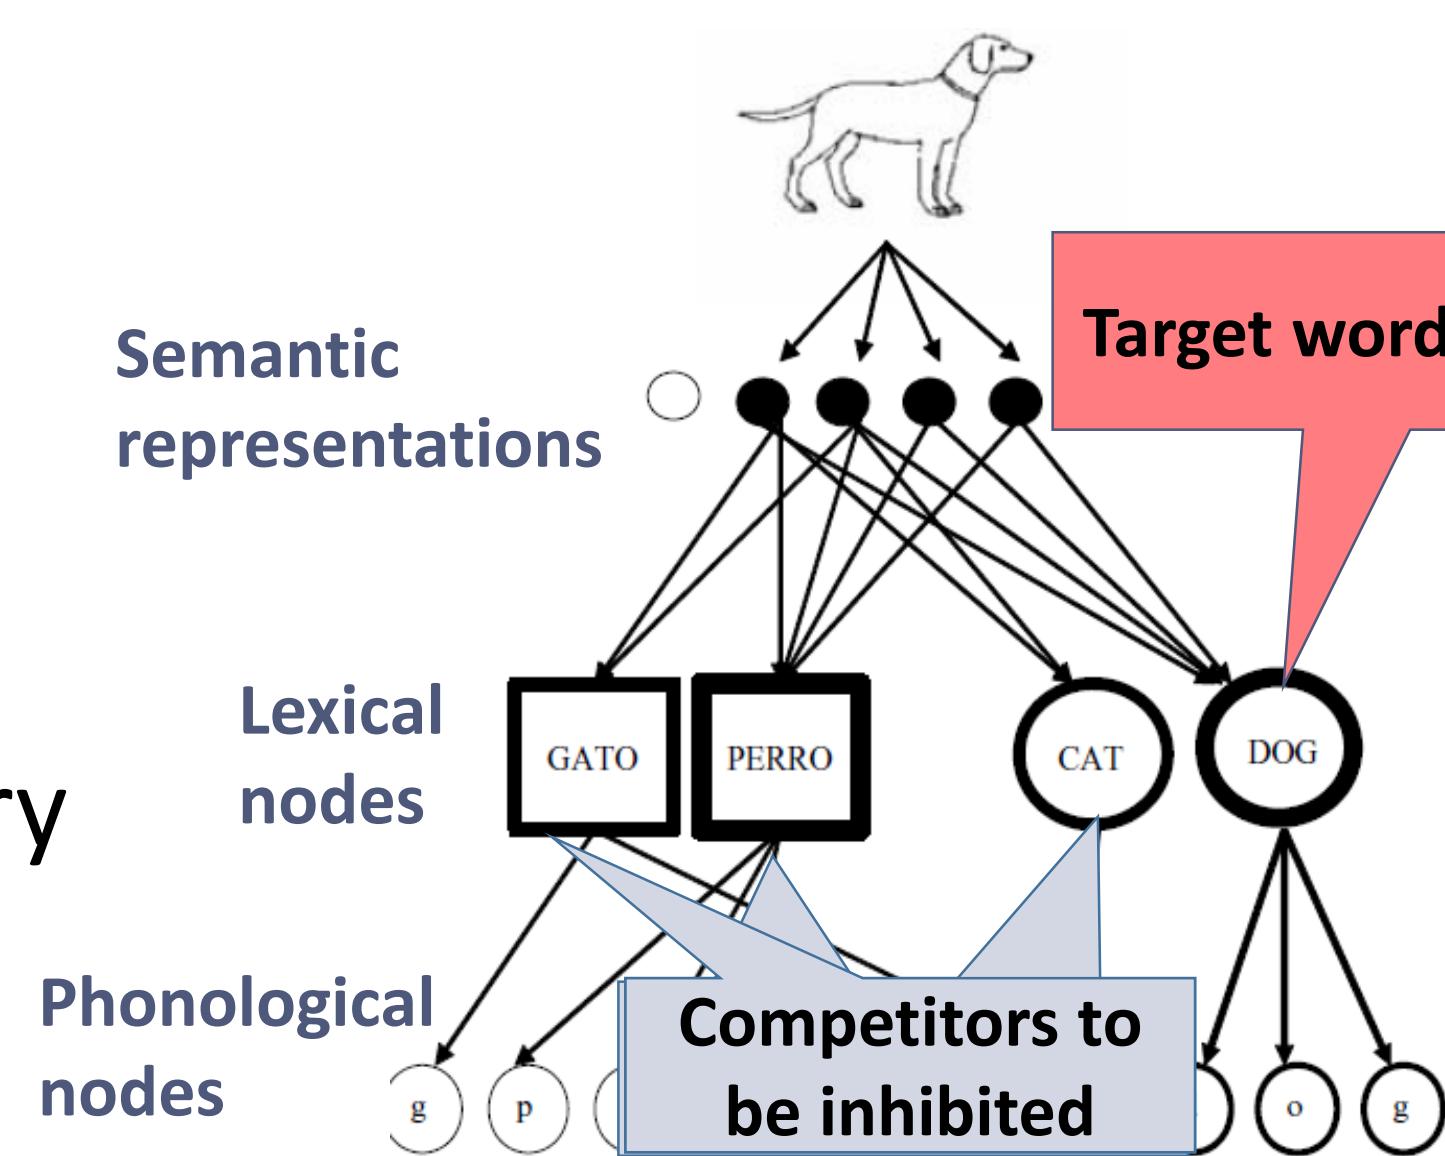 Target word
Semantic
representations
Lexical
nodes
GATO
PERRO
CAT
DOG
ry
Phonological
nodes
Competitors to
be inhibited
g
p
o
g